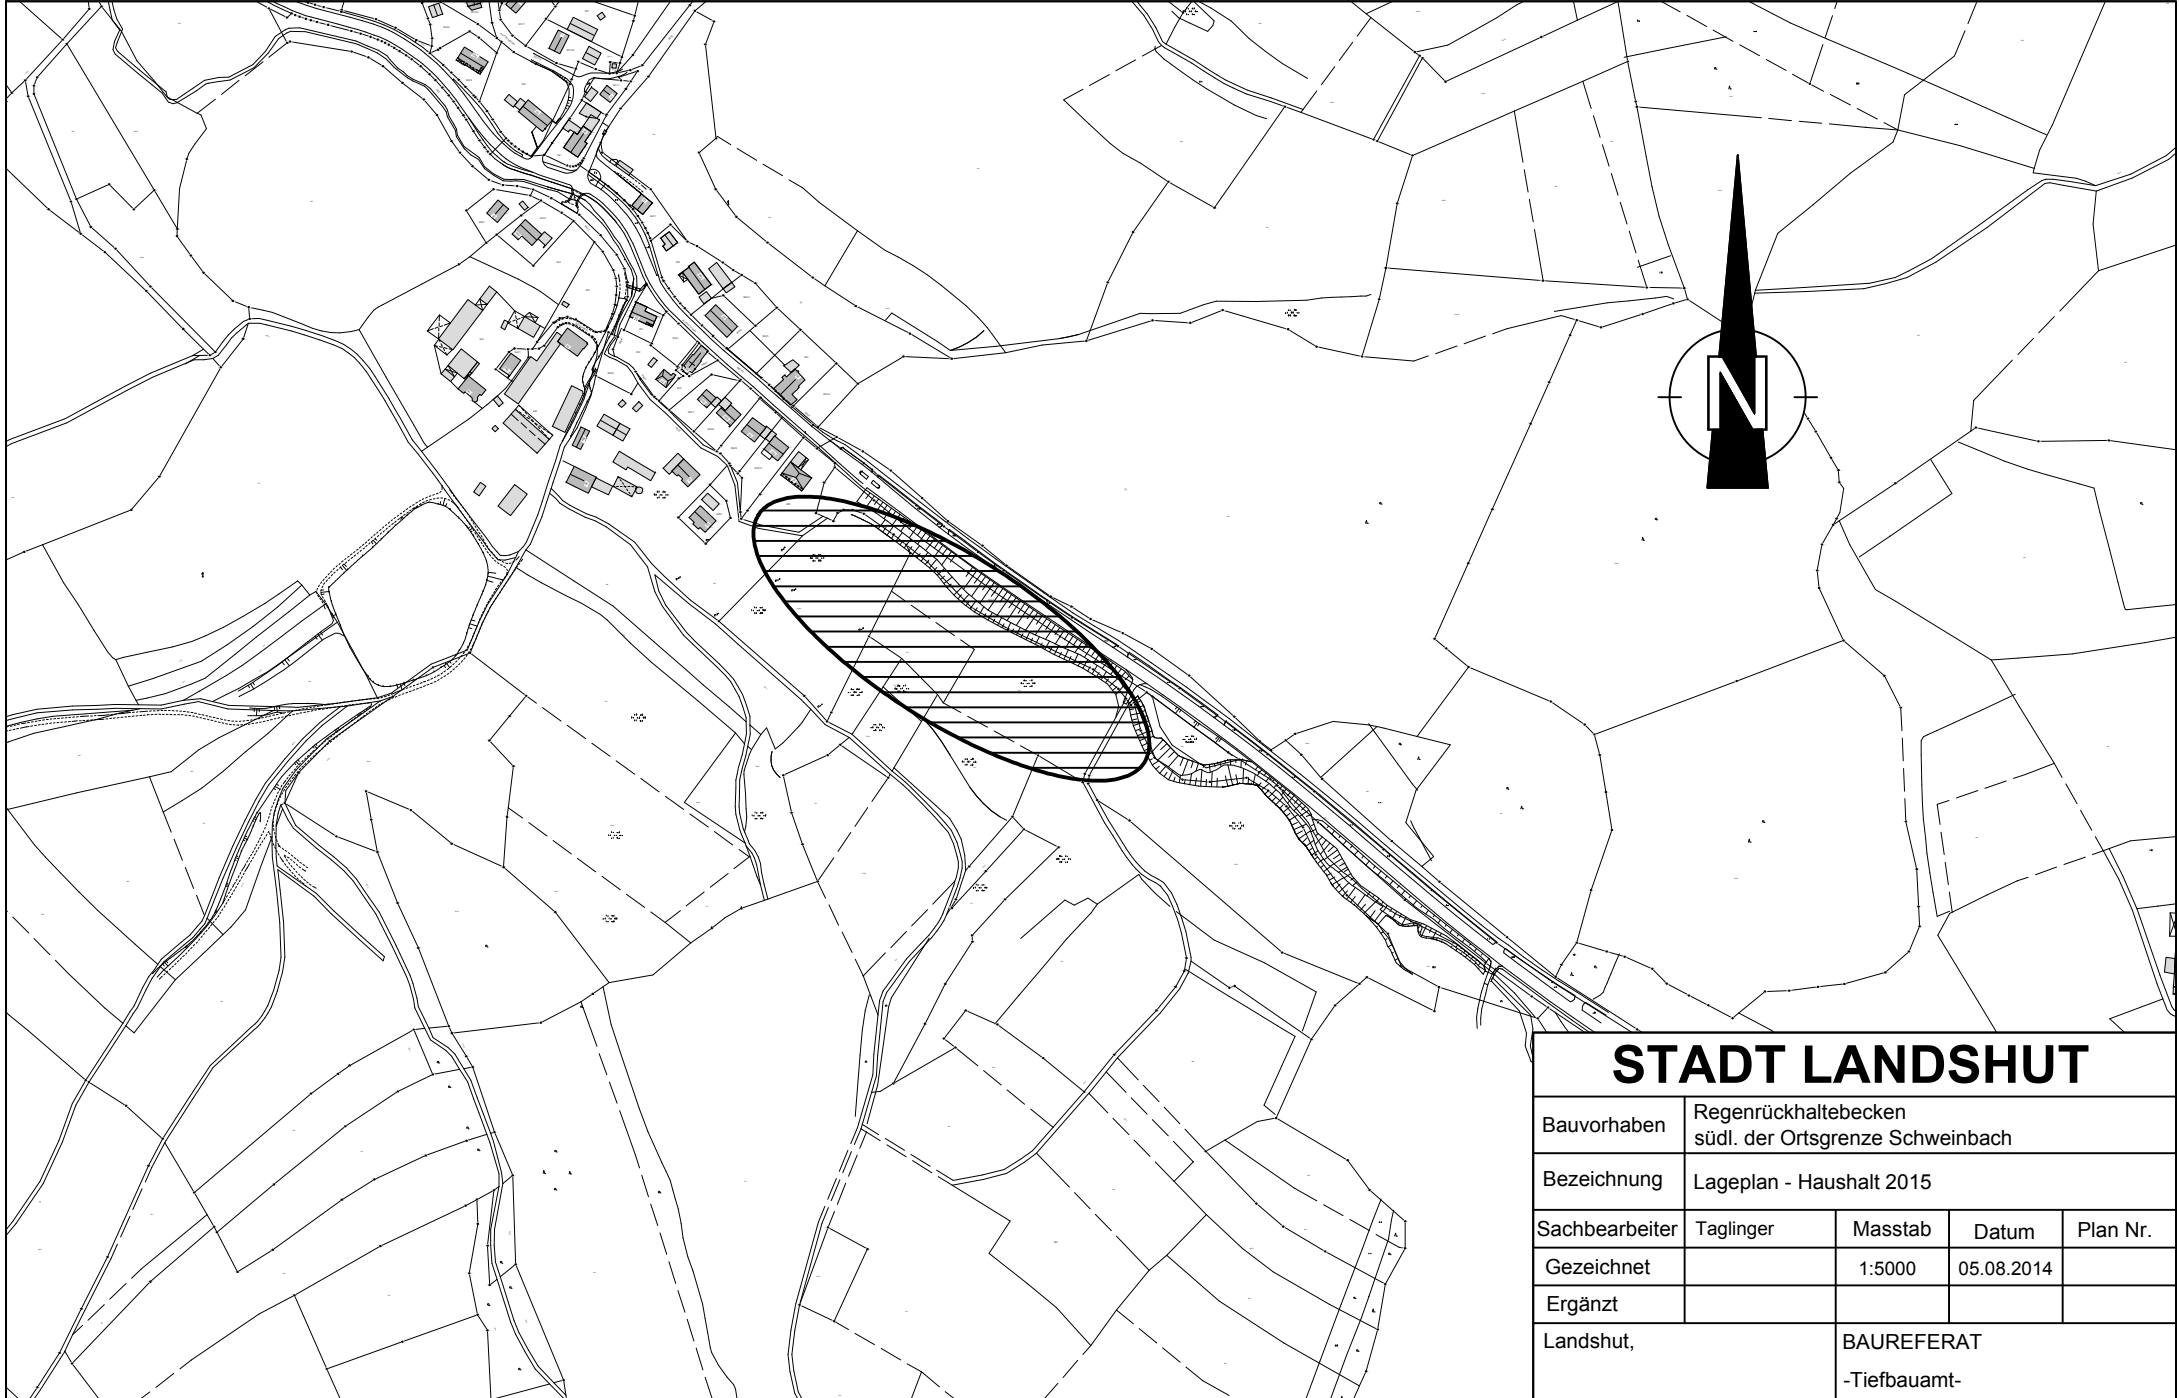 N
STADT LANDSHUT
Bauvorhaben
Regenrückhaltebecken
südl. der Ortsgrenze Schweinbach
Bezeichnung
Lageplan - Haushalt 2015
Sachbearbeiter Taglinger Masstab Datum Plan Nr.
Gezeichnet 1:5000 05.08.2014
Ergänzt
Landshut, BAUREFERAT
-Tiefbauamt-